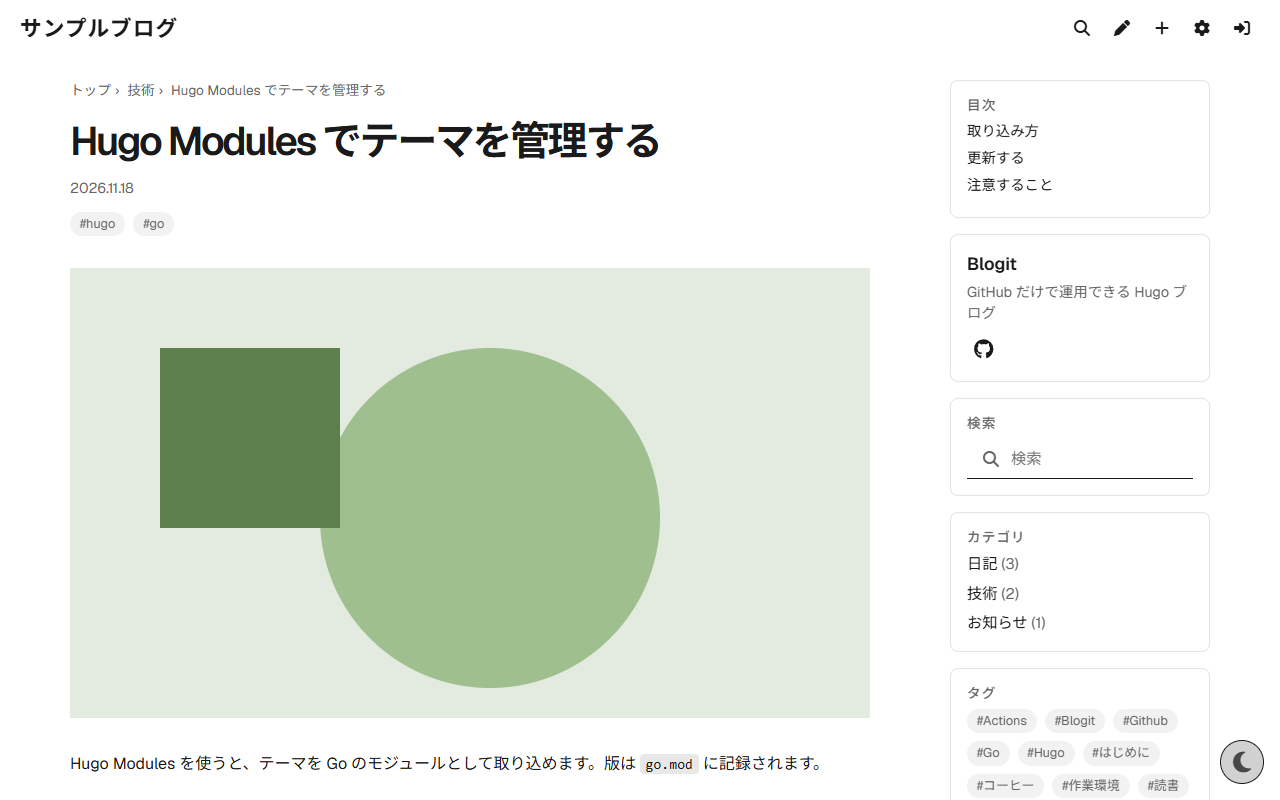 サンプルブログ
トップ › 技術 › Hugo Modules でテーマを管理する
Hugo Modules でテーマを管理する
2026.11.18
#hugo #go
Hugo Modules を使うと、テーマを Go のモジュールとして取り込めます。版は go.mod に記録されます。
目次
取り込み方
更新する
注意すること
Blogit
GitHub だけで運用できる Hugo ブ
ログ
検索
検索
カテゴリ
日記 (3)
技術 (2)
お知らせ (1)
タグ
#Actions #Blogit #Github
#Go #Hugo #はじめに
#コーヒー #作業環境 #読書